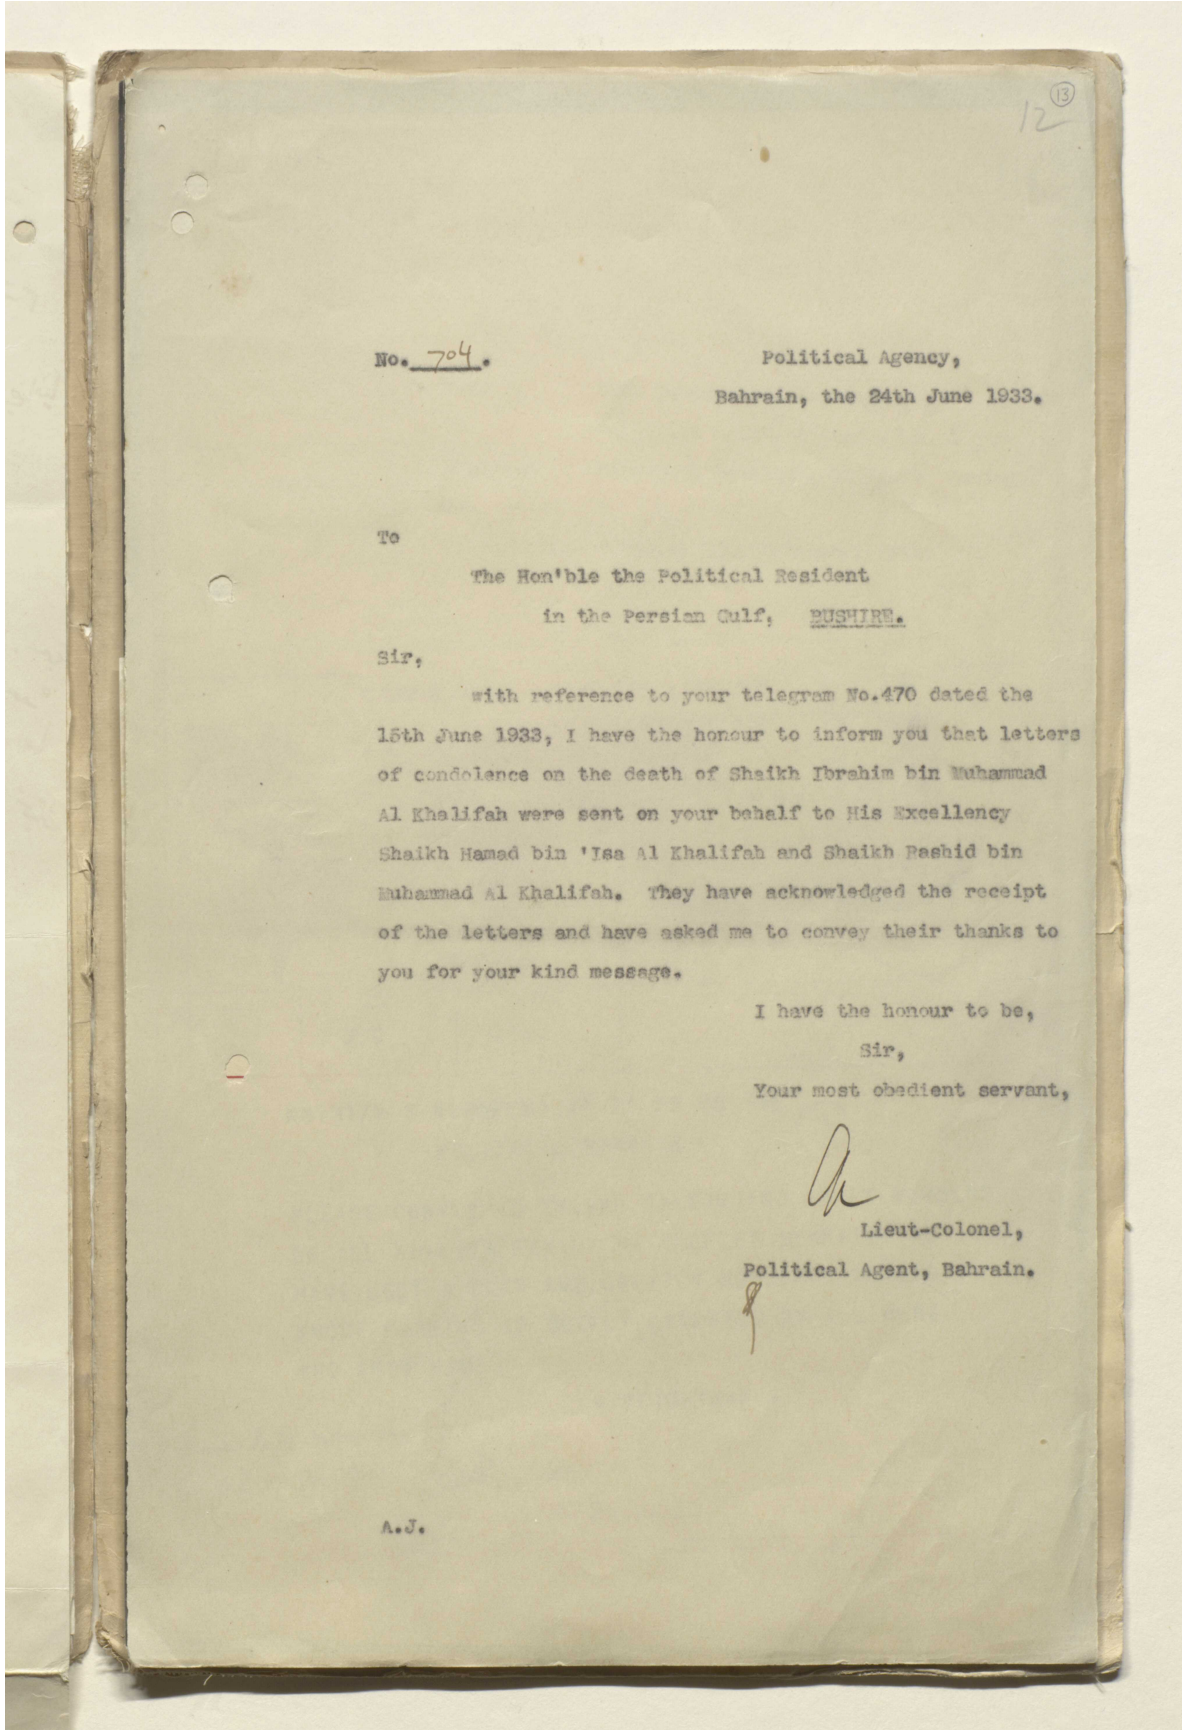 13
12
No. 704.
Political Agency,
Bahrain, the 24th June 1933.
To
The Hon'ble the Political Resident
in the Persian Gulf, BUSHIRE.
Sir,
With reference to your telegram No.470 dated the
15th June 1933, I have the honour to inform you that letters
of condolence on the death of Shaikh Ibrahim bin Muhammad
Al Khalifah were sent on your behalf to His Excellency
Shaikh Hamad bin 'Isa Al Khalifah and Shaikh Rashid bin
Muhammad Al Khalifah. They have acknowledged the receipt
of the letters and have asked me to convey their thanks to
you for your kind message.
I have the honour to be,
Sir,
Your most obedient servant,
Lieut-Colonel,
Political Agent, Bahrain.
A.J.